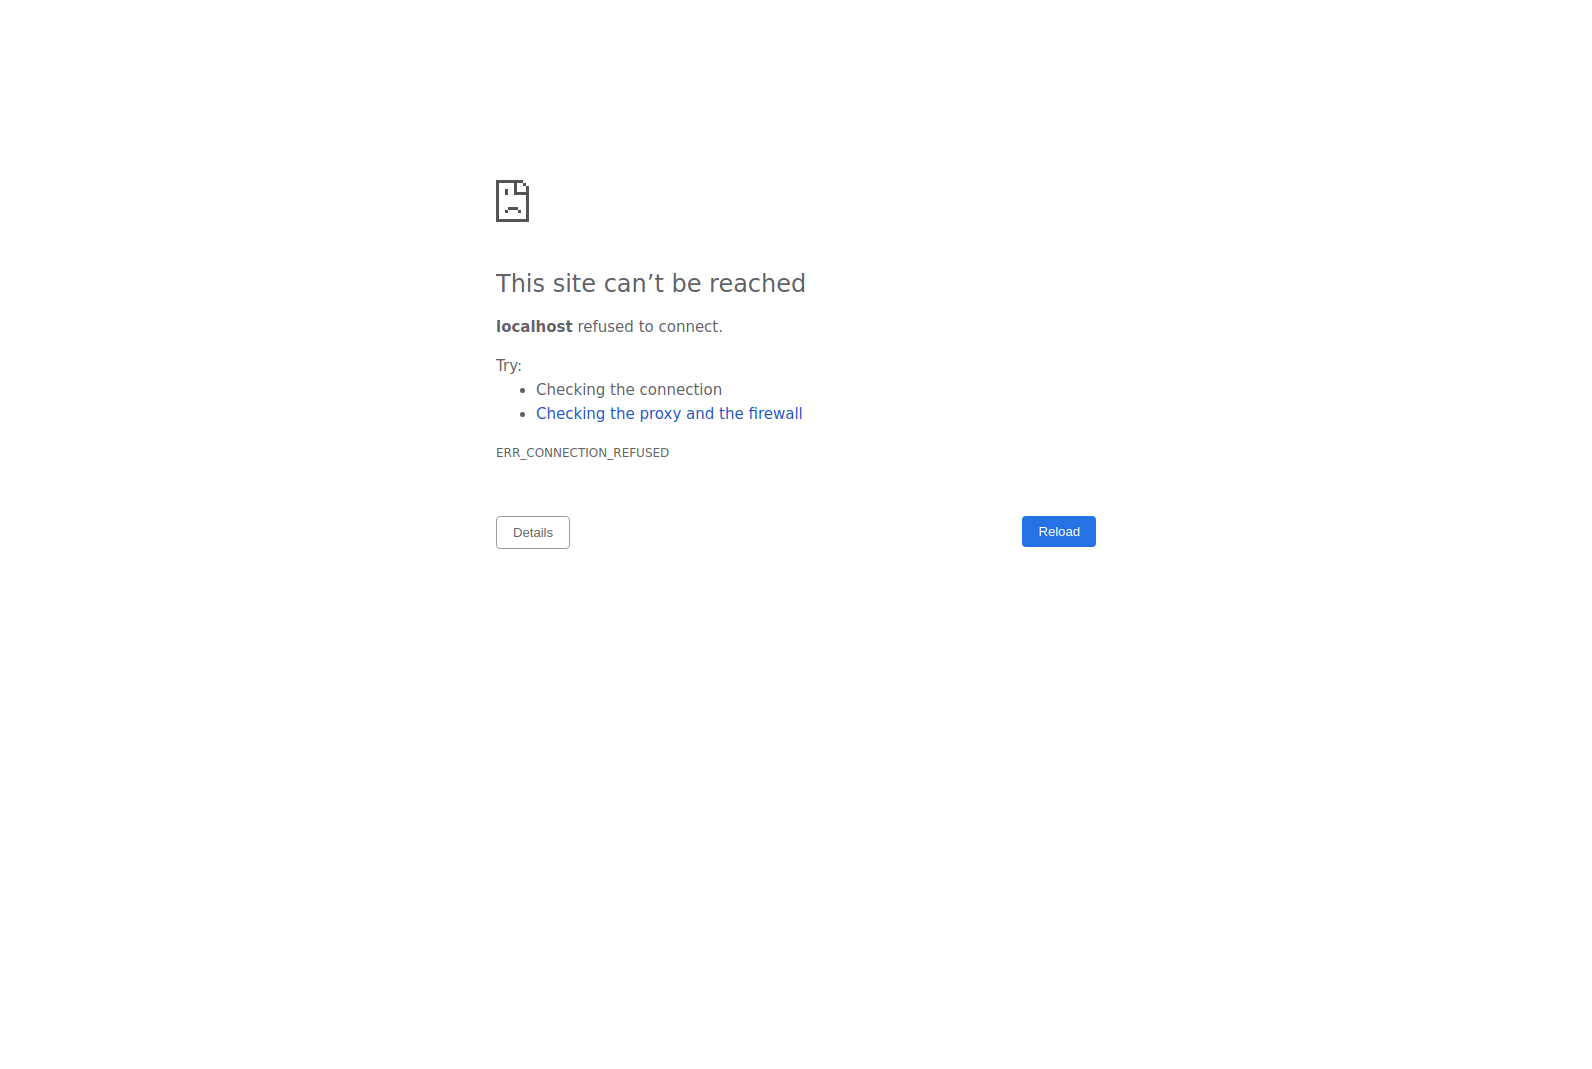 This site can’t be reached
localhost refused to connect.
Try:
Checking the connection
Checking the proxy and the firewall
ERR_CONNECTION_REFUSED
Details
Reload